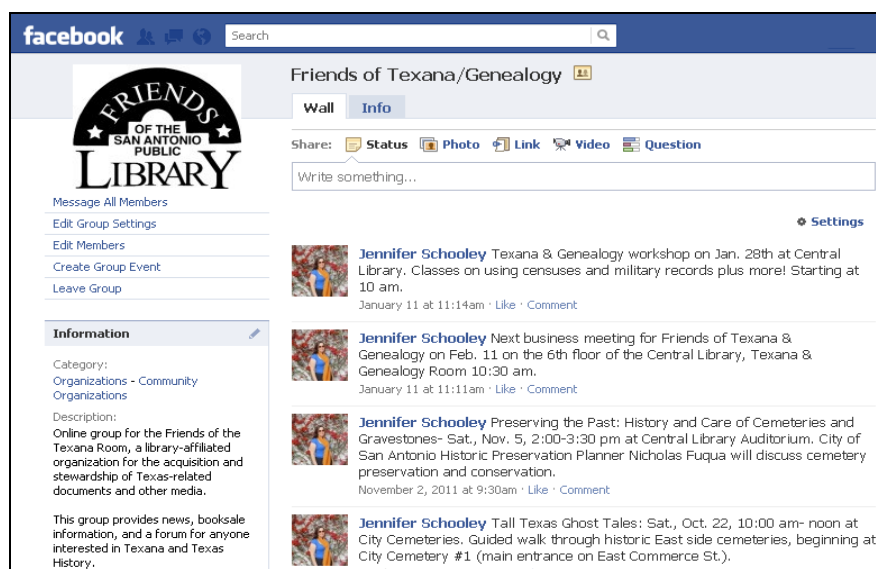 facebook
Search
FRIENDS
OF THE
SAN ANTONIO
PUBLIC
LIBRARY
Message All Members
Edit Group Settings
Edit Members
Create Group Event
Leave Group
Information
Category:
Organizations - Community
Organizations
Description:
Online group for the Friends of the
Texana Room, a library-affiliated
organization for the acquisition and
stewardship of Texas-related
documents and other media.
This group provides news, booksale
information, and a forum for anyone
interested in Texana and Texas
History.
Friends of Texana/Genealogy
Wall Info
Share: Status Photo Link Video Question
Write something...
Settings
Jennifer Schooley Texana & Genealogy workshop on Jan. 28th at Central
Library. Classes on using censuses and military records plus more! Starting at
10 am.
January 11 at 11:14am · Like · Comment
Jennifer Schooley Next business meeting for Friends of Texana &
Genealogy on Feb. 11 on the 6th floor of the Central Library, Texana &
Genealogy Room 10:30 am.
January 11 at 11:11am · Like · Comment
Jennifer Schooley Preserving the Past: History and Care of Cemeteries and
Gravestones- Sat., Nov. 5, 2:00-3:30 pm at Central Library Auditorium. City of
San Antonio Historic Preservation Planner Nicholas Fuqua will discuss cemetery
preservation and conservation.
November 2, 2011 at 9:30am · Like · Comment
Jennifer Schooley Tall Texas Ghost Tales: Sat., Oct. 22, 10:00 am- noon at
City Cemeteries. Guided walk through historic East side cemeteries, beginning at
City Cemetery #1 (main entrance on East Commerce St.).